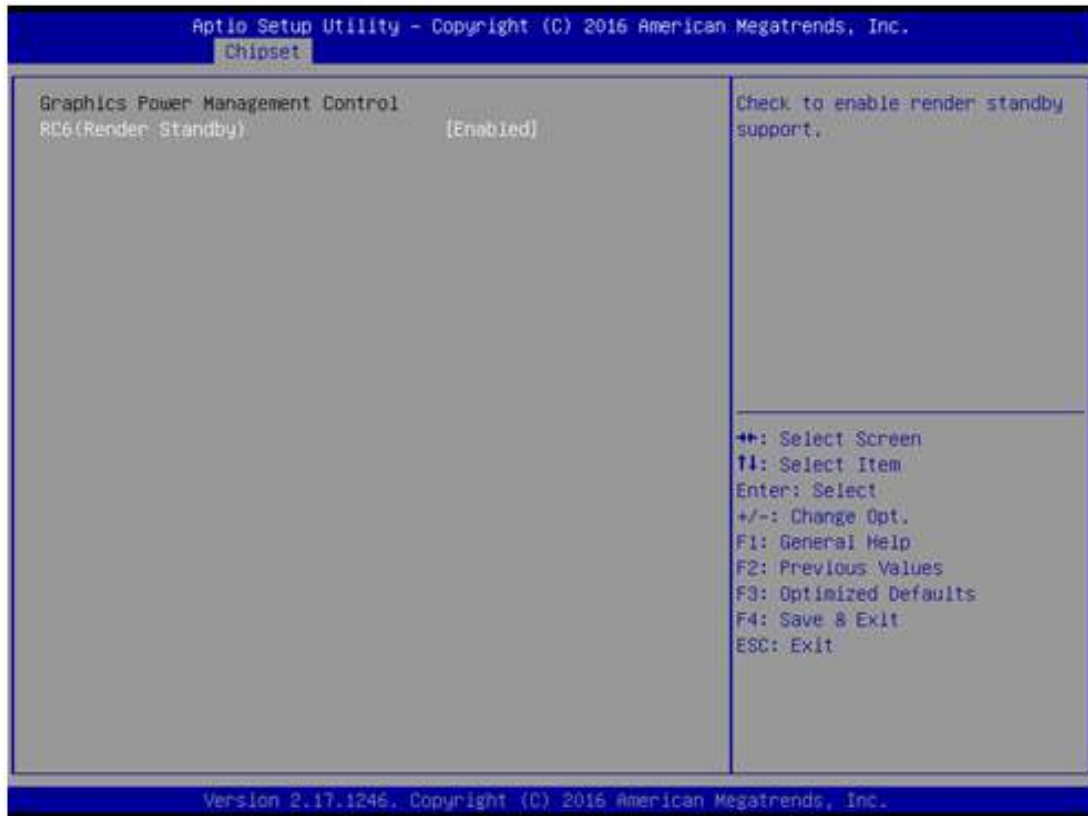 Aptio Setup Utility – Copyright (C) 2016 American Megatrends, Inc.
Chipset
Graphics Power Management Control
RC6(Render Standby) [Enabled]
Check to enable render standby
support.
↔: Select Screen
↑↓: Select Item
Enter: Select
+/-: Change Opt.
F1: General Help
F2: Previous Values
F3: Optimized Defaults
F4: Save & Exit
ESC: Exit
Version 2.17.1246. Copyright (C) 2016 American Megatrends, Inc.